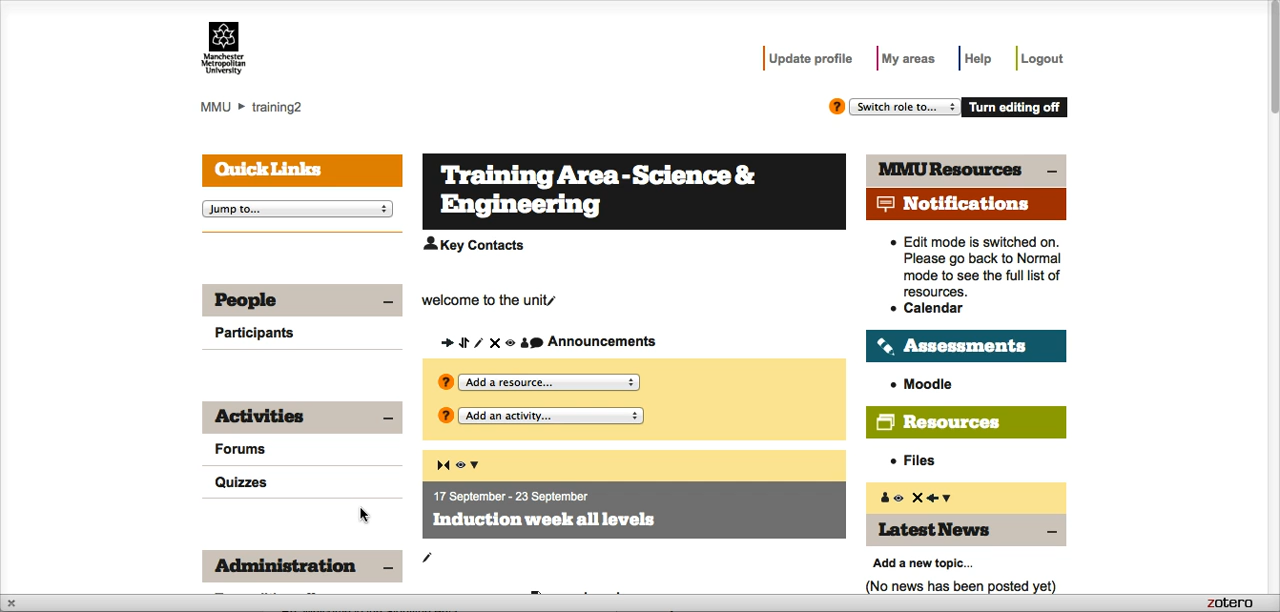 Manchester
Metropolitan
University
Update profile
My areas
Help
Logout
MMU ► training2
? Switch role to... Turn editing off
Quick Links
Jump to...
People
Participants
Activities
Forums
Quizzes
Administration
Training Area - Science &
Engineering
Key Contacts
welcome to the unit
Announcements
? Add a resource...
? Add an activity...
17 September - 23 September
Induction week all levels
MMU Resources
Notifications
Edit mode is switched on.
Please go back to Normal
mode to see the full list of
resources.
Calendar
Assessments
Moodle
Resources
Files
Latest News
Add a new topic...
(No news has been posted yet)
zotero